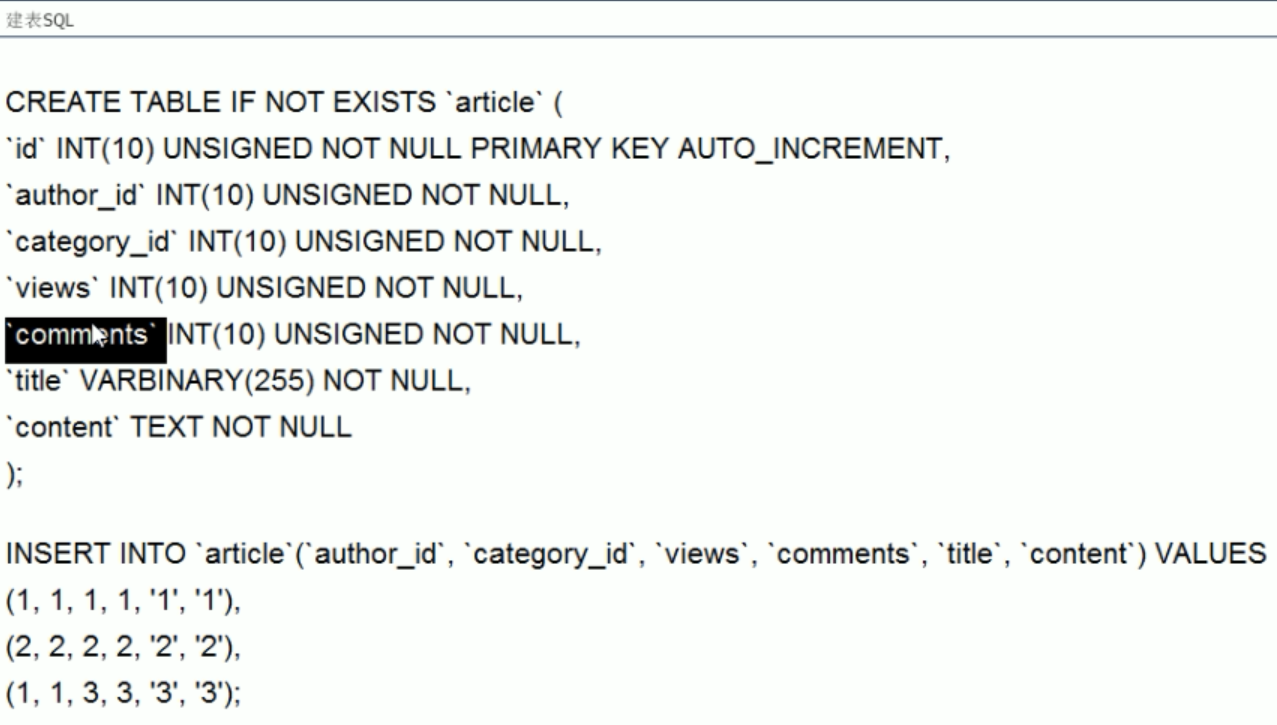 建表SQL
CREATE TABLE IF NOT EXISTS `article` (
`id` INT(10) UNSIGNED NOT NULL PRIMARY KEY AUTO_INCREMENT,
`author_id` INT(10) UNSIGNED NOT NULL,
`category_id` INT(10) UNSIGNED NOT NULL,
`views` INT(10) UNSIGNED NOT NULL,
`comments` INT(10) UNSIGNED NOT NULL,
`title` VARBINARY(255) NOT NULL,
`content` TEXT NOT NULL
);
INSERT INTO `article`(`author_id`, `category_id`, `views`, `comments`, `title`, `content`) VALUES
(1, 1, 1, 1, '1', '1'),
(2, 2, 2, 2, '2', '2'),
(1, 1, 3, 3, '3', '3');